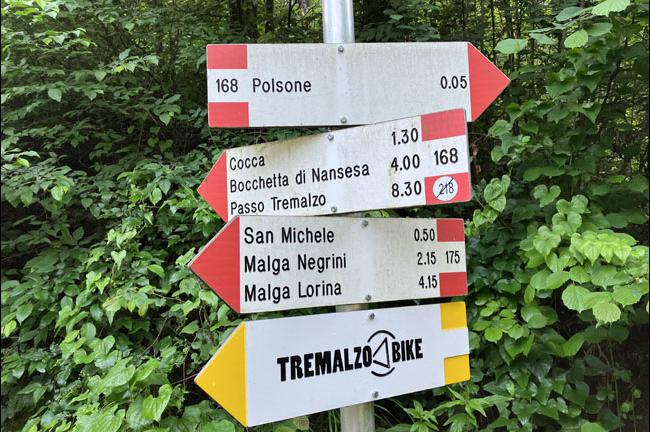 168 Polsone 0.05
Cocca 1.30
Bocchetta di Nansesa 4.00 168
Passo Tremalzo 8.30 218
San Michele 0.50
Malga Negrini 2.15 175
Malga Lorina 4.15
TREMALZO BIKE